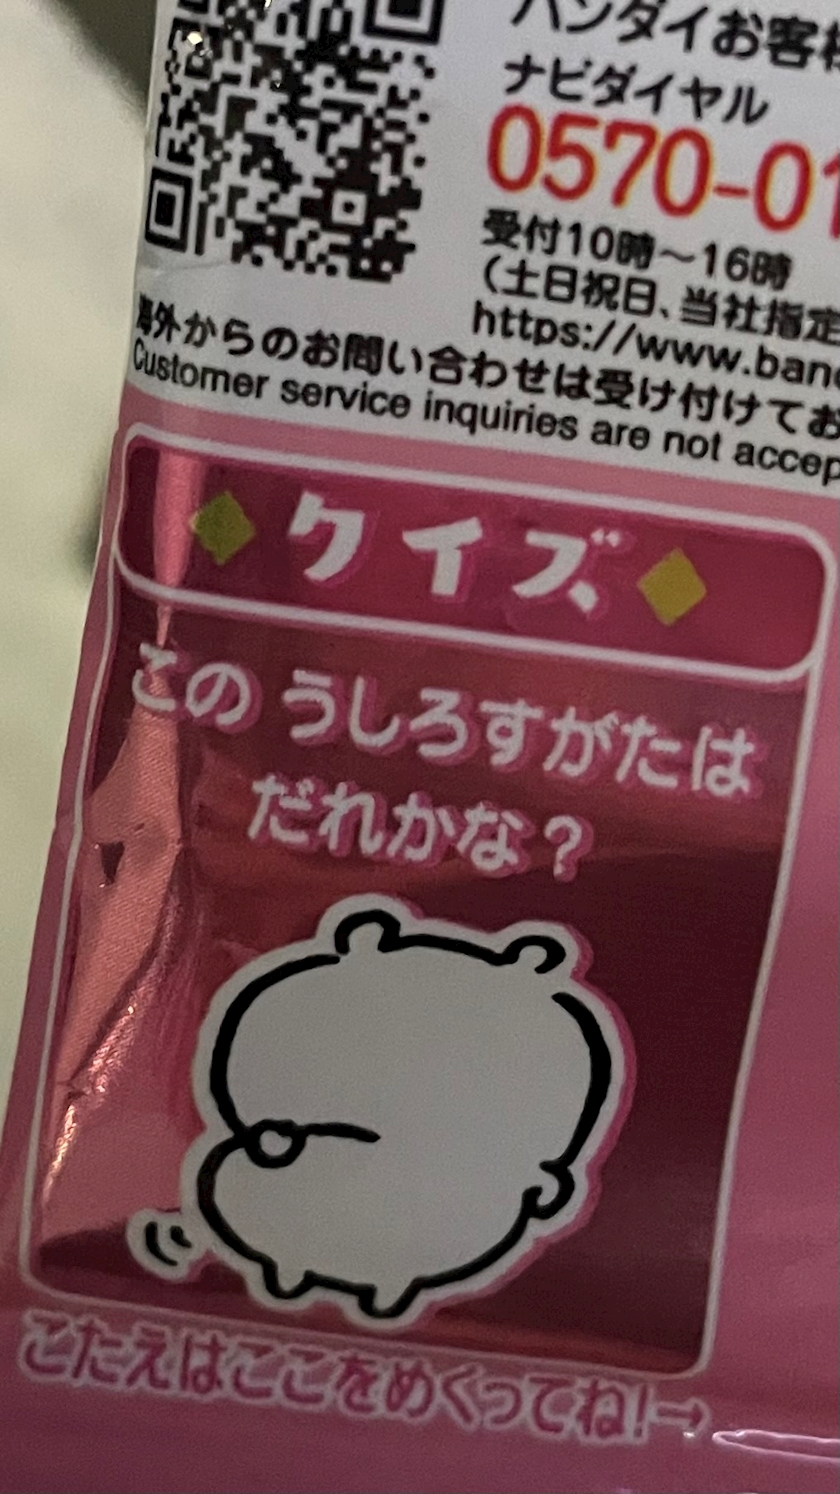 バンダイお客
ナビダイヤル
0570-01
受付10時～16時
(土日祝日、当社指定
https://www.band
海外からのお問い合わせは受け付けてお
Customer service inquiries are not accep
クイズ
この うしろすがたは
だれかな？
こたえはここをめくってね!→